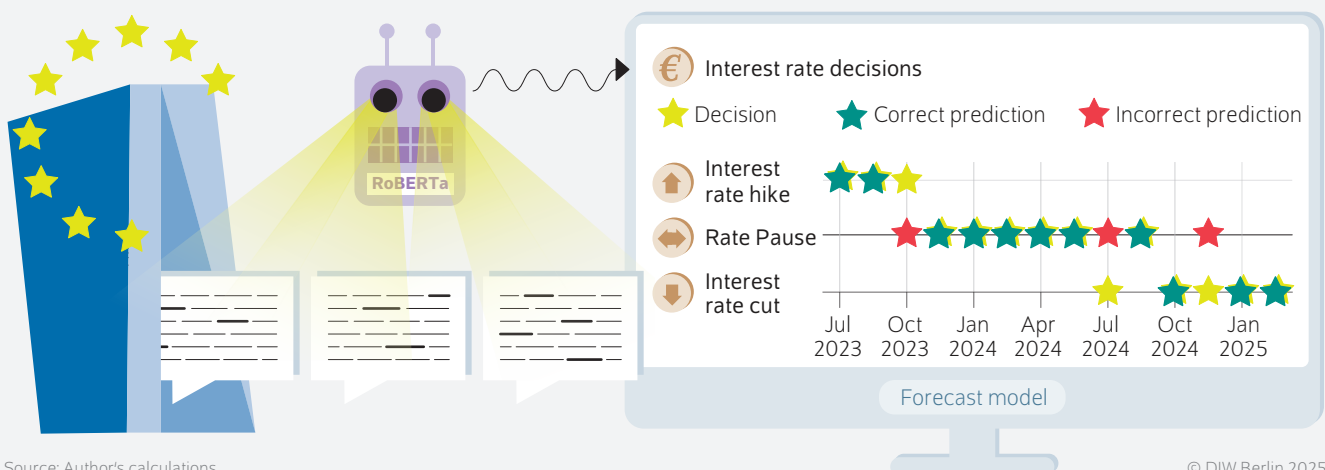 € Interest rate decisions
Decision Correct prediction Incorrect prediction
Interest
rate hike
RoBERTa
Rate Pause
Interest
rate cut
Jul Oct Jan Apr Jul Oct Jan
2023 2023 2024 2024 2024 2024 2025
Forecast model
Source: Author's calculations
© DIW Berlin 2025